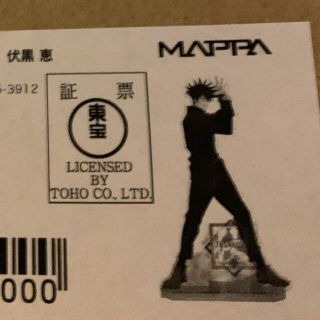 伏黒 恵
MAPPA
-3912
証 票
東宝
LICENSED
BY
TOHO CO., LTD.
000